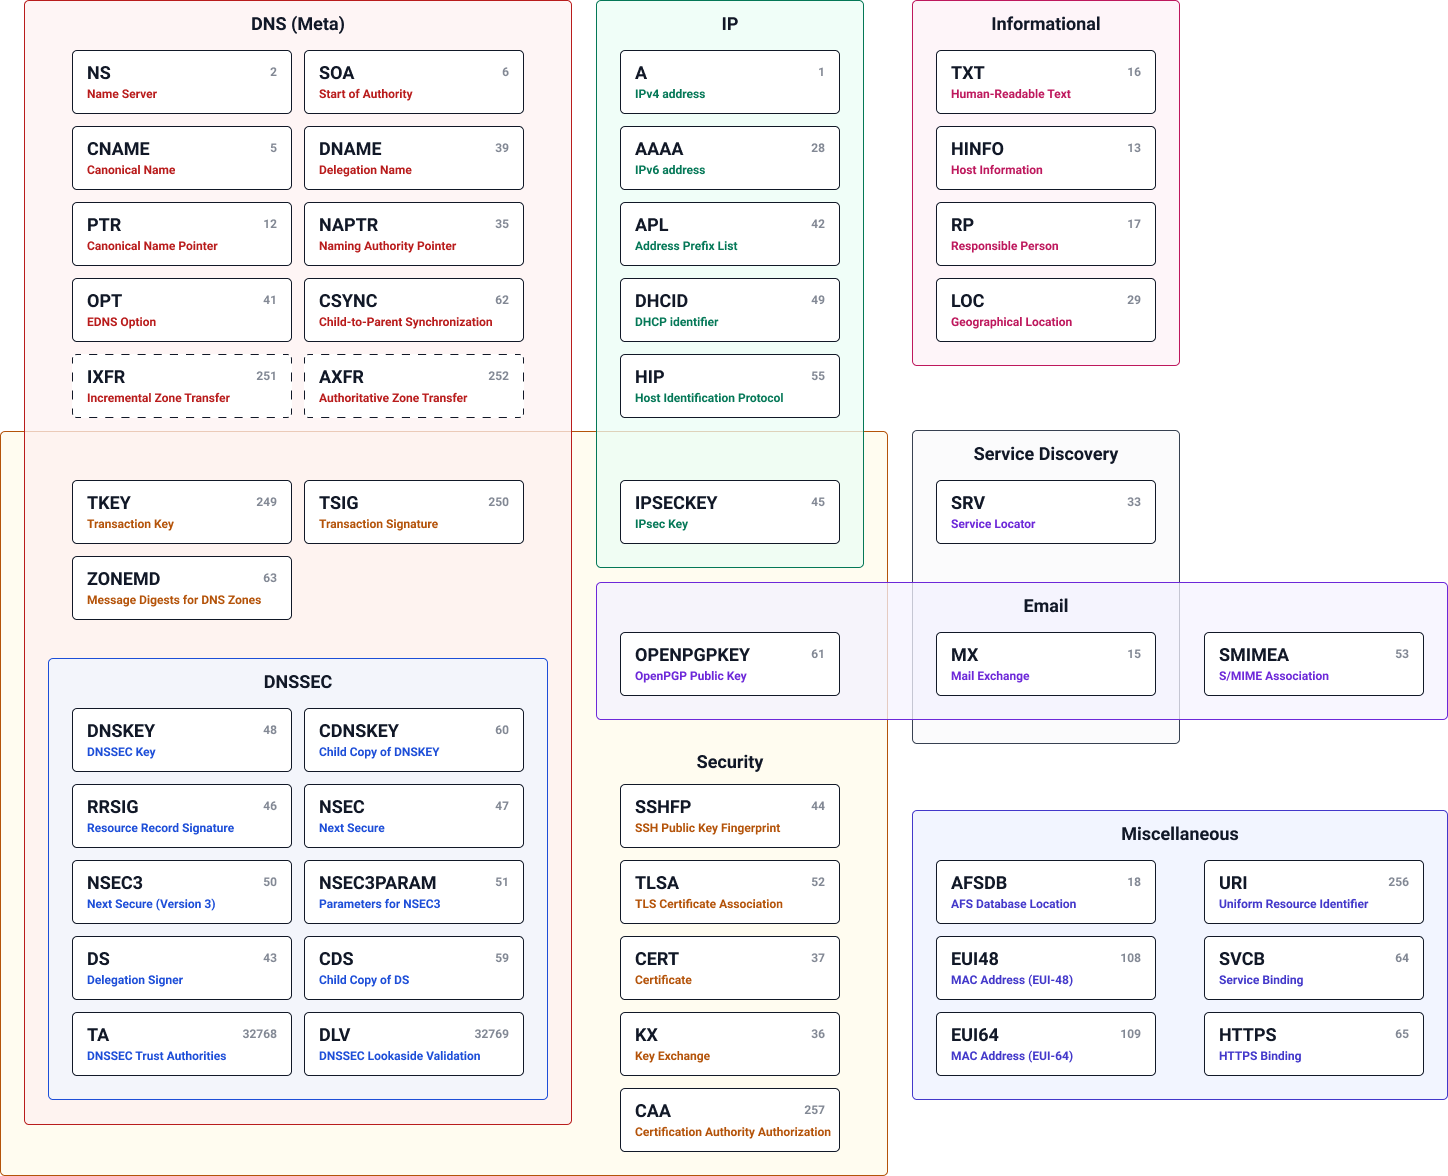 DNS (Meta)
NS 2
Name Server
SOA 6
Start of Authority
CNAME 5
Canonical Name
DNAME 39
Delegation Name
PTR 12
Canonical Name Pointer
NAPTR 35
Naming Authority Pointer
OPT 41
EDNS Option
CSYNC 62
Child-to-Parent Synchronization
IXFR 251
Incremental Zone Transfer
AXFR 252
Authoritative Zone Transfer
TKEY 249
Transaction Key
TSIG 250
Transaction Signature
ZONEMD 63
Message Digests for DNS Zones
DNSSEC
DNSKEY 48
DNSSEC Key
CDNSKEY 60
Child Copy of DNSKEY
RRSIG 46
Resource Record Signature
NSEC 47
Next Secure
NSEC3 50
Next Secure (Version 3)
NSEC3PARAM 51
Parameters for NSEC3
DS 43
Delegation Signer
CDS 59
Child Copy of DS
TA 32768
DNSSEC Trust Authorities
DLV 32769
DNSSEC Lookaside Validation
IP
A 1
IPv4 address
AAAA 28
IPv6 address
APL 42
Address Prefix List
DHCID 49
DHCP identifier
HIP 55
Host Identification Protocol
IPSECKEY 45
IPsec Key
Informational
TXT 16
Human-Readable Text
HINFO 13
Host Information
RP 17
Responsible Person
LOC 29
Geographical Location
Service Discovery
SRV 33
Service Locator
Email
OPENPGPKEY 61
OpenPGP Public Key
MX 15
Mail Exchange
SMIMEA 53
S/MIME Association
Security
SSHFP 44
SSH Public Key Fingerprint
TLSA 52
TLS Certificate Association
CERT 37
Certificate
KX 36
Key Exchange
CAA 257
Certification Authority Authorization
Miscellaneous
AFSDB 18
AFS Database Location
URI 256
Uniform Resource Identifier
EUI48 108
MAC Address (EUI-48)
SVCB 64
Service Binding
EUI64 109
MAC Address (EUI-64)
HTTPS 65
HTTPS Binding